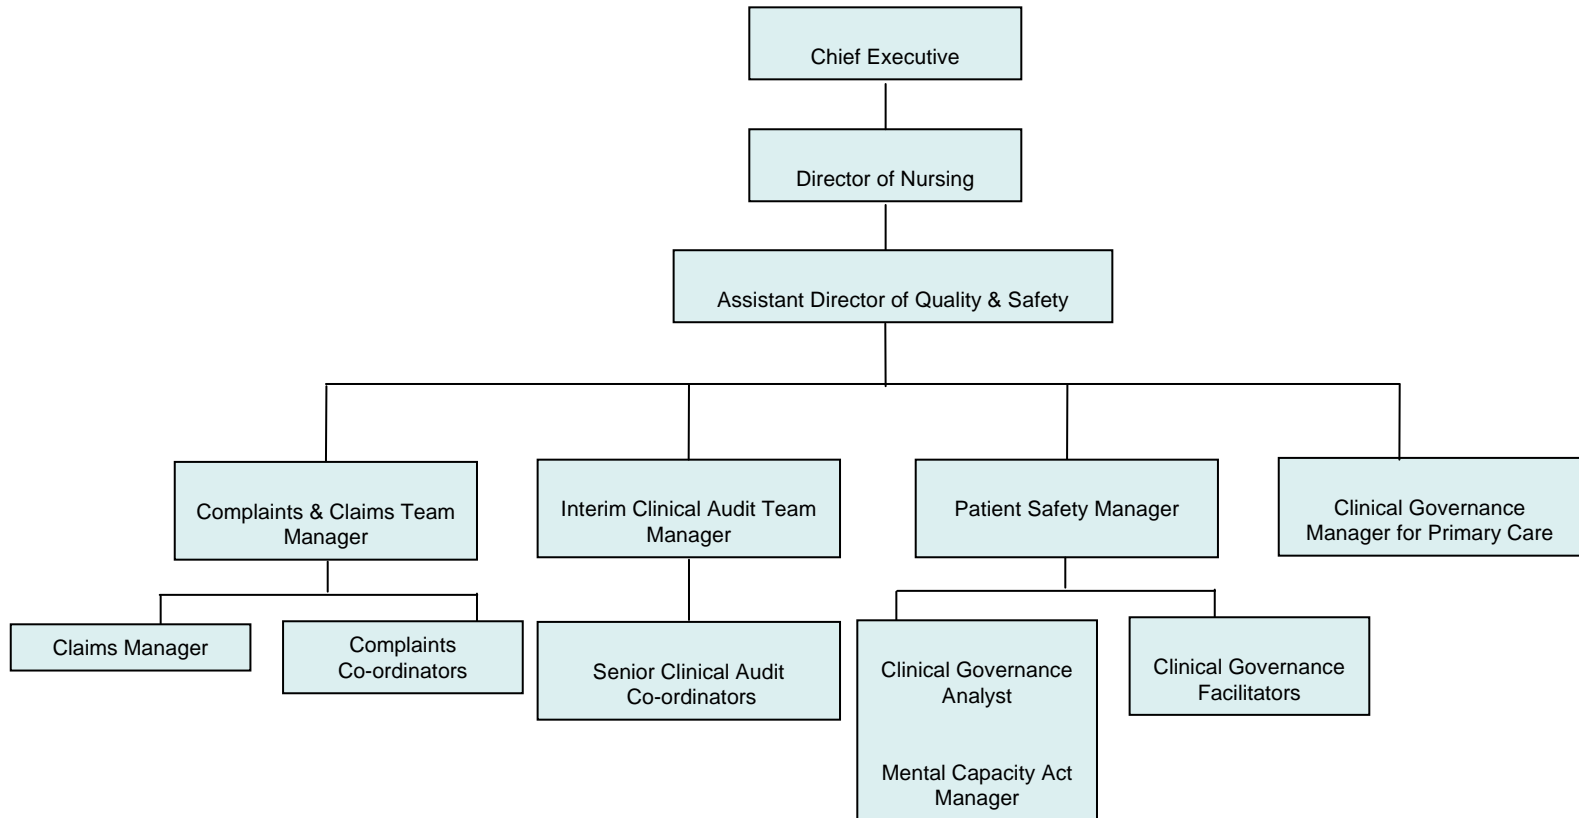 Chief Executive
Director of Nursing
Assistant Director of Quality & Safety
Complaints & Claims Team
Manager
Interim Clinical Audit Team
Manager
Patient Safety Manager
Clinical Governance
Manager for Primary Care
Claims Manager
Complaints
Co-ordinators
Senior Clinical Audit
Co-ordinators
Clinical Governance
Analyst
Mental Capacity Act
Manager
Clinical Governance
Facilitators